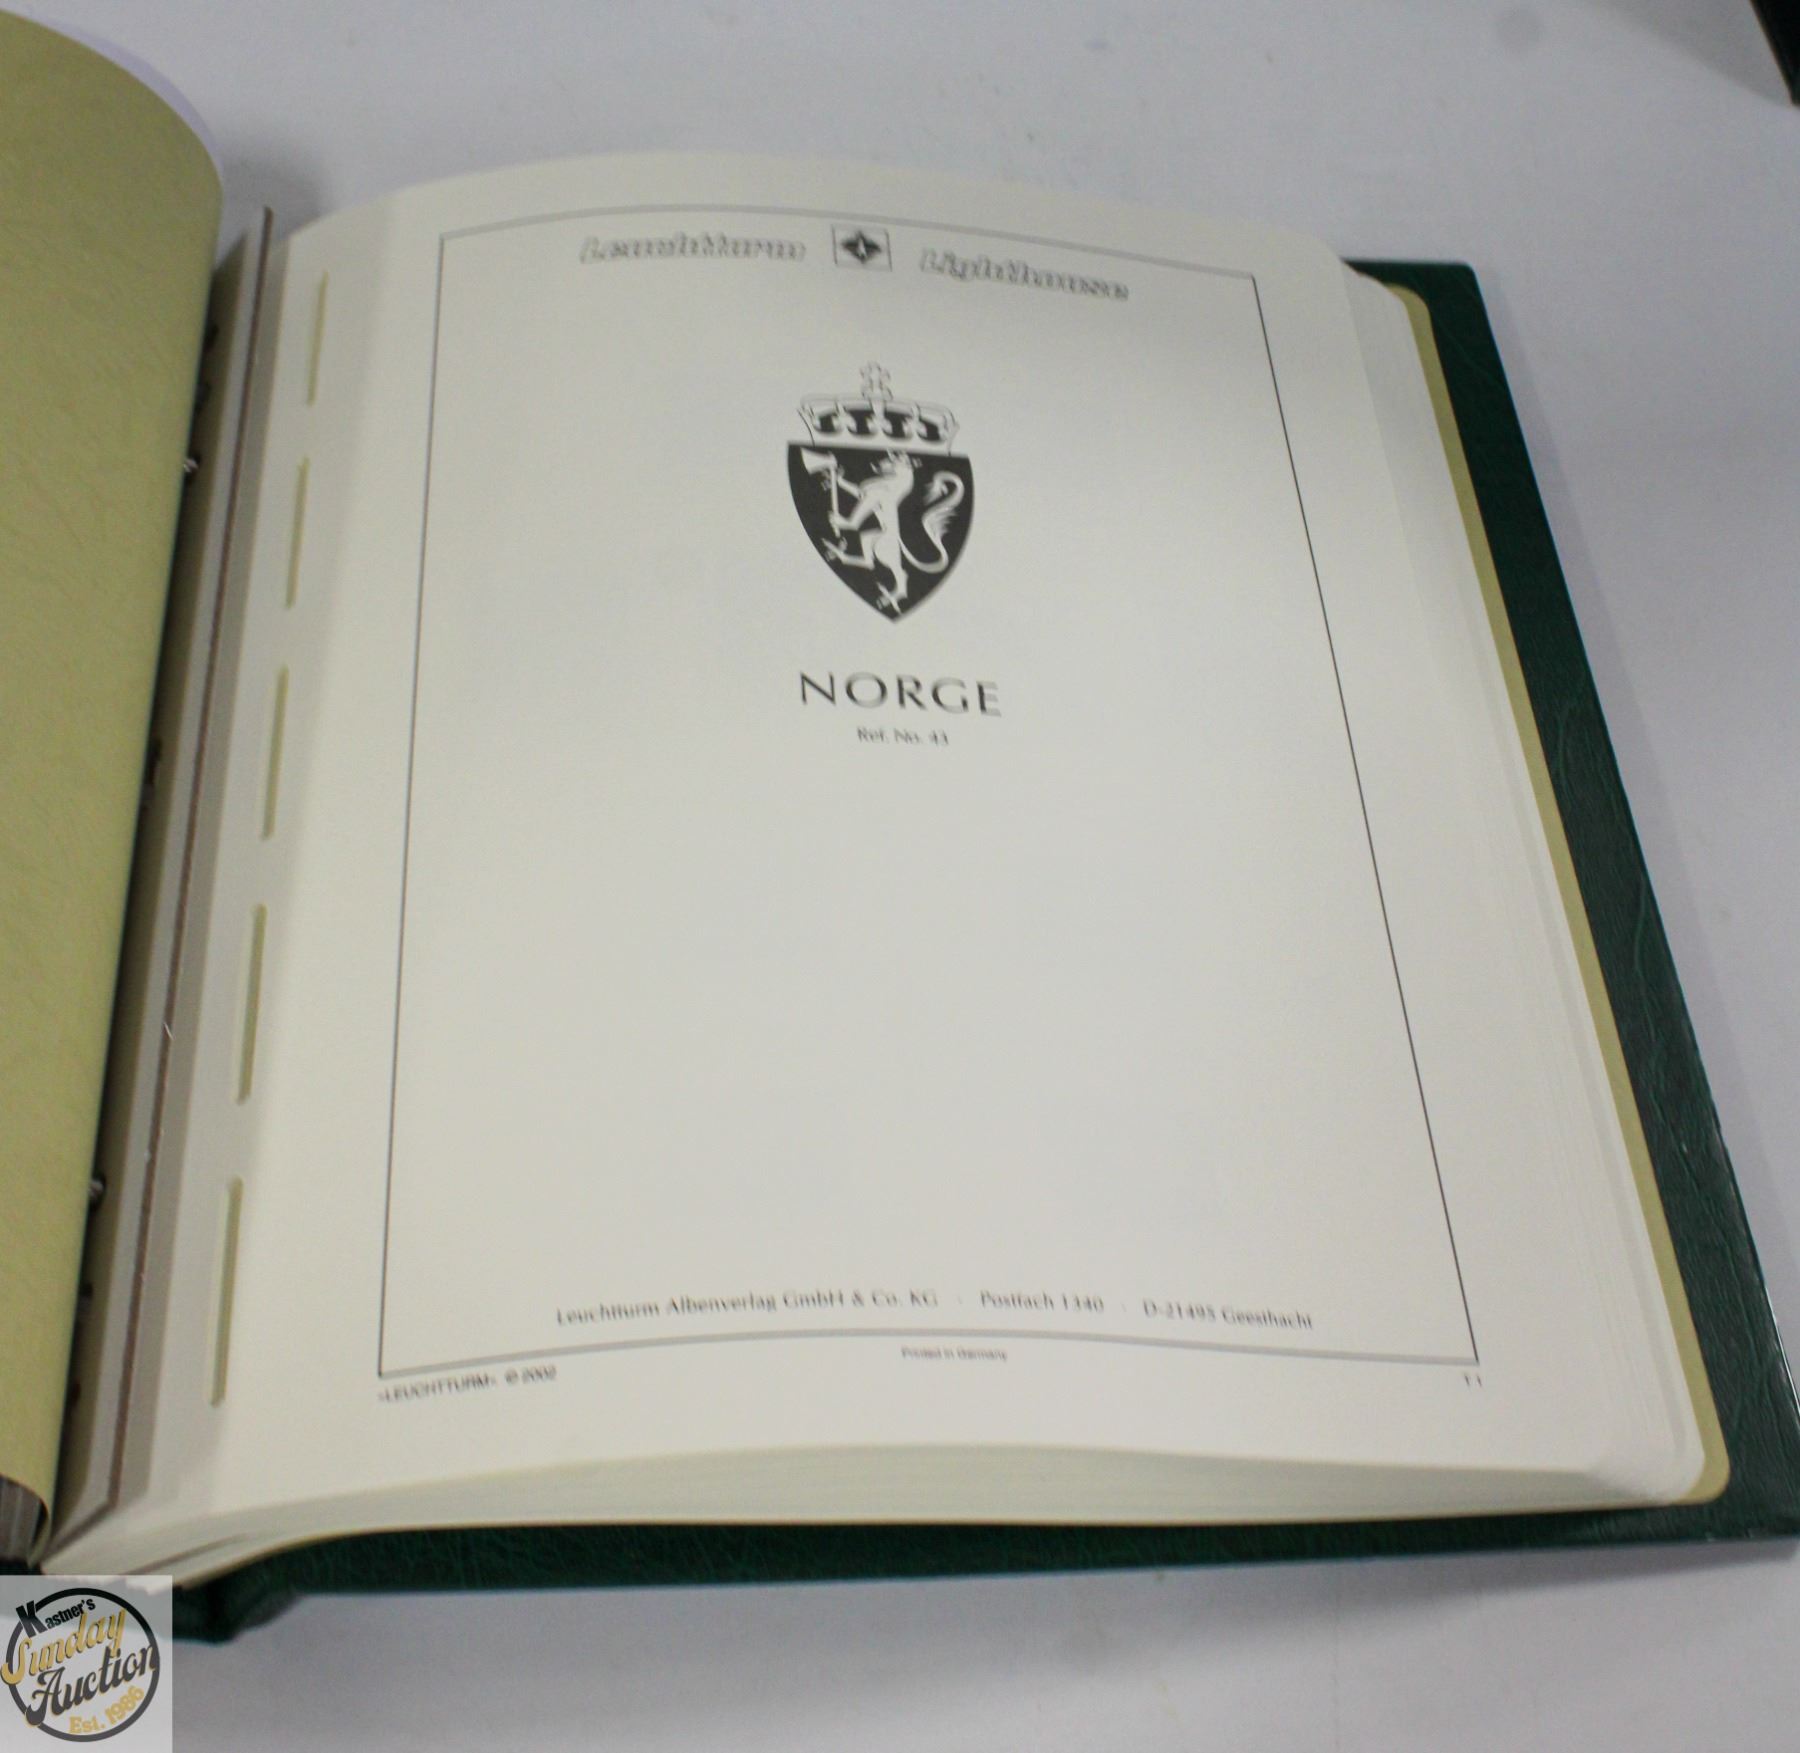 Leuchtturm Lighthouse
NORGE
Ref. No. 43
Leuchtturm Albenverlag GmbH & Co. KG · Postfach 1340 · D-21495 Geesthacht
Printed in Germany
»LEUCHTTURM« © 2002 T 1
Kastner's
Sunday
Auction
Est. 1986